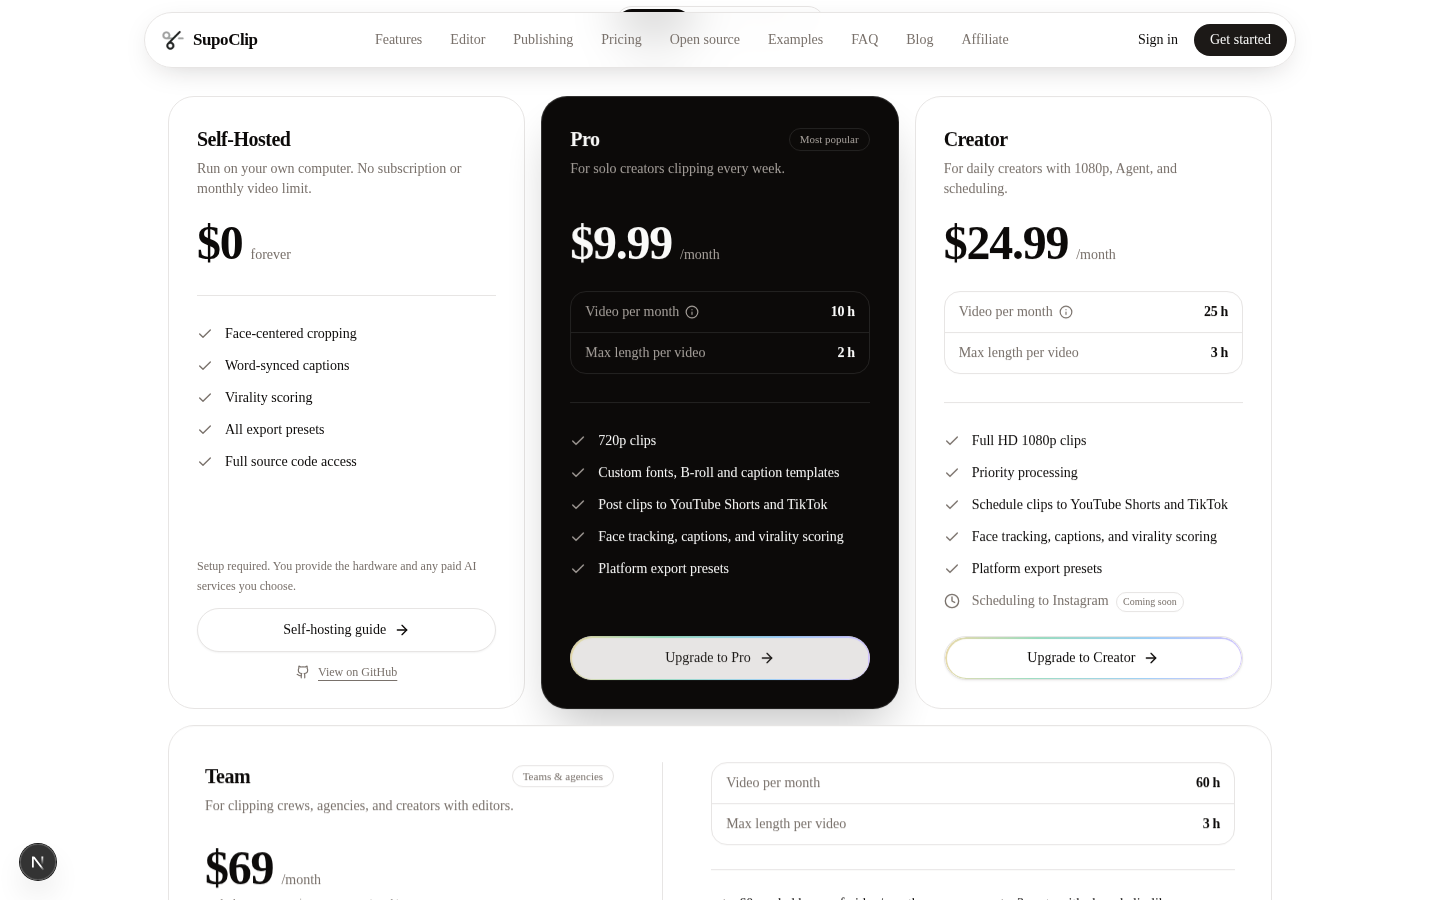 SupoClip
Features
Editor
Publishing
Pricing
Open source
Examples
FAQ
Blog
Affiliate
Sign in
Get started
Self-Hosted
Run on your own computer. No subscription or
monthly video limit.
$0 forever
Face-centered cropping
Word-synced captions
Virality scoring
All export presets
Full source code access
Setup required. You provide the hardware and any paid AI
services you choose.
Self-hosting guide
View on GitHub
Pro
Most popular
For solo creators clipping every week.
$9.99 /month
Video per month 10 h
Max length per video 2 h
720p clips
Custom fonts, B-roll and caption templates
Post clips to YouTube Shorts and TikTok
Face tracking, captions, and virality scoring
Platform export presets
Upgrade to Pro
Creator
For daily creators with 1080p, Agent, and
scheduling.
$24.99 /month
Video per month 25 h
Max length per video 3 h
Full HD 1080p clips
Priority processing
Schedule clips to YouTube Shorts and TikTok
Face tracking, captions, and virality scoring
Platform export presets
Scheduling to Instagram Coming soon
Upgrade to Creator
Team
Teams & agencies
For clipping crews, agencies, and creators with editors.
$69 /month
Video per month 60 h
Max length per video 3 h
N